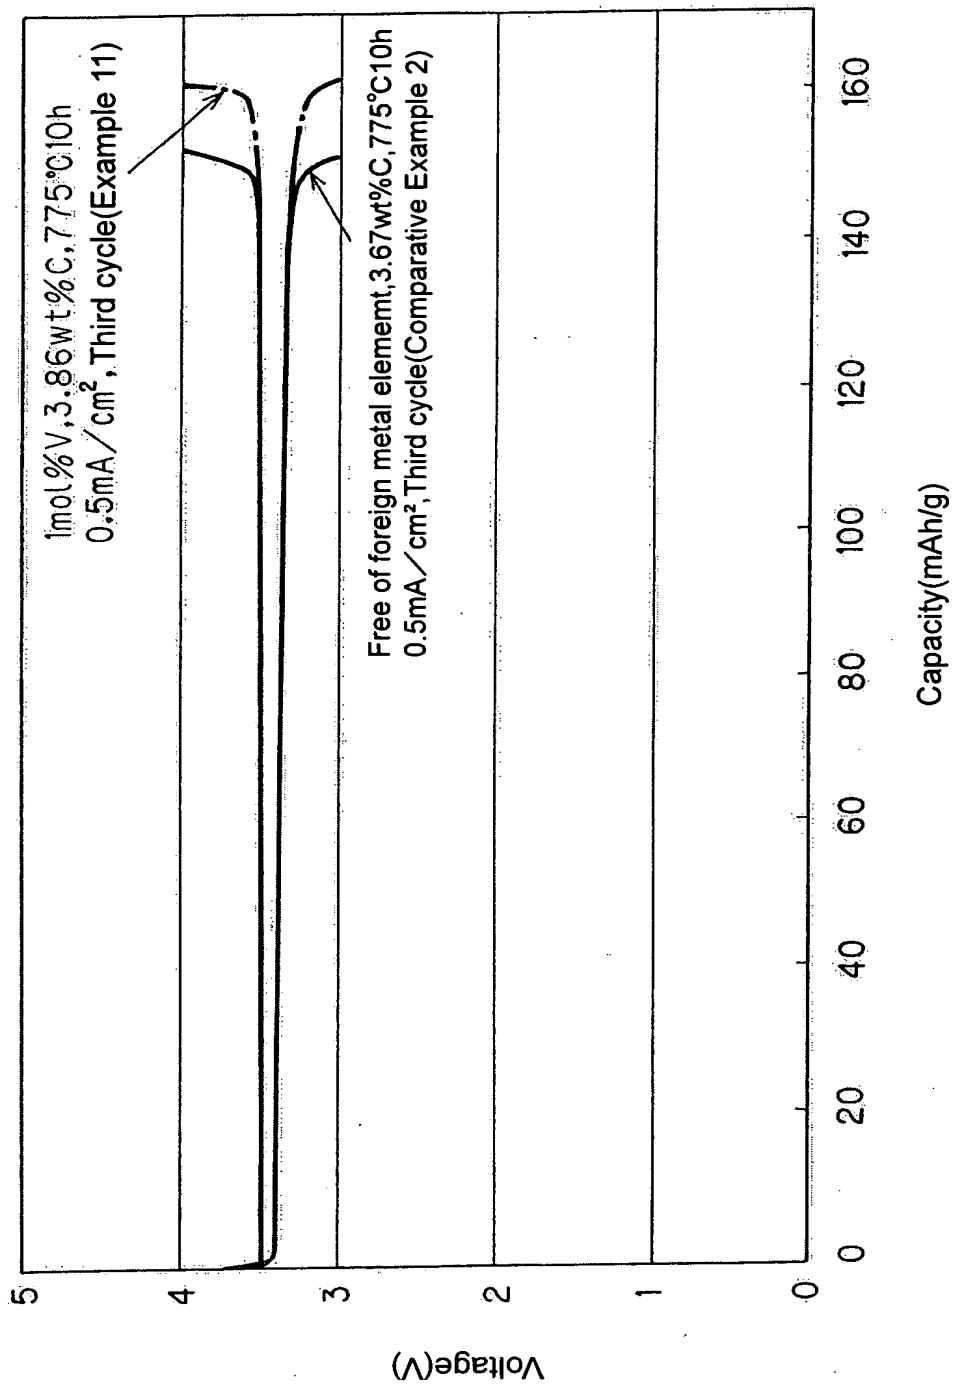 1mol%V,3.86wt%C,775℃10h
0.5mA/cm²,Third cycle(Example 11)
Free of foreign metal elememt,3.67wt%C,775℃10h
0.5mA/cm²,Third cycle(Comparative Example 2)
5
4
3
2
1
0
Voltage(V)
0 20 40 60 80 100 120 140 160
Capacity(mAh/g)